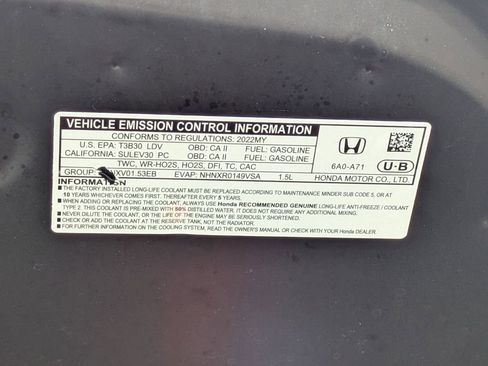 VEHICLE EMISSION CONTROL INFORMATION
CONFORMS TO REGULATIONS: 2022MY
U.S. EPA: T3B30 LDV OBD: CA II FUEL: GASOLINE
CALIFORNIA: SULEV30 PC OBD: CA II FUEL: GASOLINE
TWC, WR-HO2S, HO2S, DFI, TC, CAC
GROUP: XV01.53EB EVAP: NHNXR0149VSA 1.5L
6A0-A71
U-B
HONDA MOTOR CO., LTD.
INFORMATION
■ THE FACTORY INSTALLED LONG-LIFE COOLANT MUST BE REPLACED ACCORDING TO MAINTENANCE MINDER SUB CODE 5, OR AT
10 YEARS WHICHEVER COMES FIRST, THEREAFTER EVERY 5 YEARS.
■ WHEN ADDING OR REPLACING THE COOLANT, ALWAYS USE Honda RECOMMENDED GENUINE LONG-LIFE ANTI-FREEZE / COOLANT
TYPE 2. THIS COOLANT IS PRE-MIXED WITH 50% DISTILLED WATER, IT DOES NOT REQUIRE ANY ADDITIONAL MIXING.
■ NEVER DILUTE THE COOLANT, OR THE LIFE OF THE ENGINE MAY BE SERIOUSLY SHORTENED.
■ CHECK OR ADD THE COOLANT AT THE RESERVE TANK, NOT THE RADIATOR.
■ FOR FURTHER INFORMATION ON THE COOLING SYSTEM, READ THE OWNER'S MANUAL OR CHECK WITH YOUR Honda DEALER.